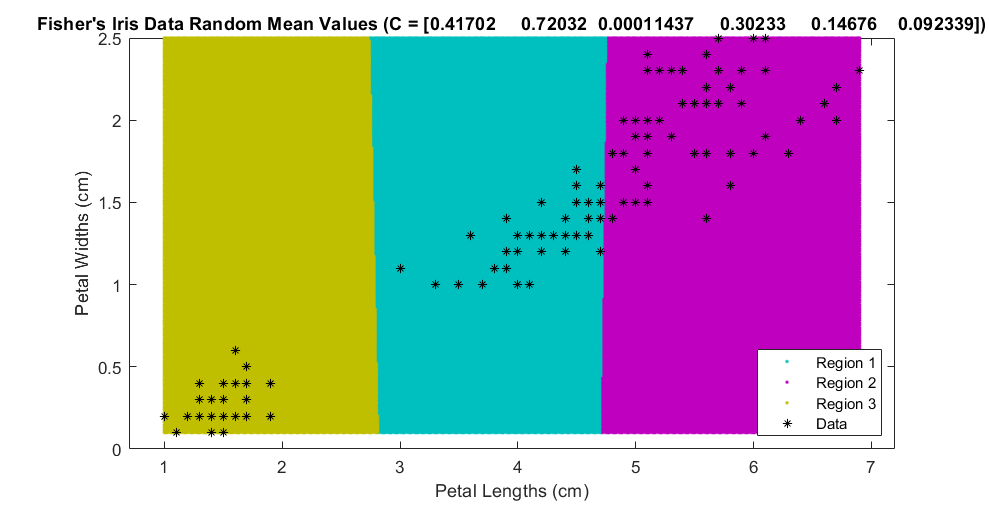 Fisher's Iris Data Random Mean Values (C = [0.41702 0.72032 0.00011437 0.30233 0.14676 0.092339])
2.5
2
1.5
1
0.5
0
Petal Widths (cm)
Region 1
Region 2
Region 3
Data
1 2 3 4 5 6 7
Petal Lengths (cm)